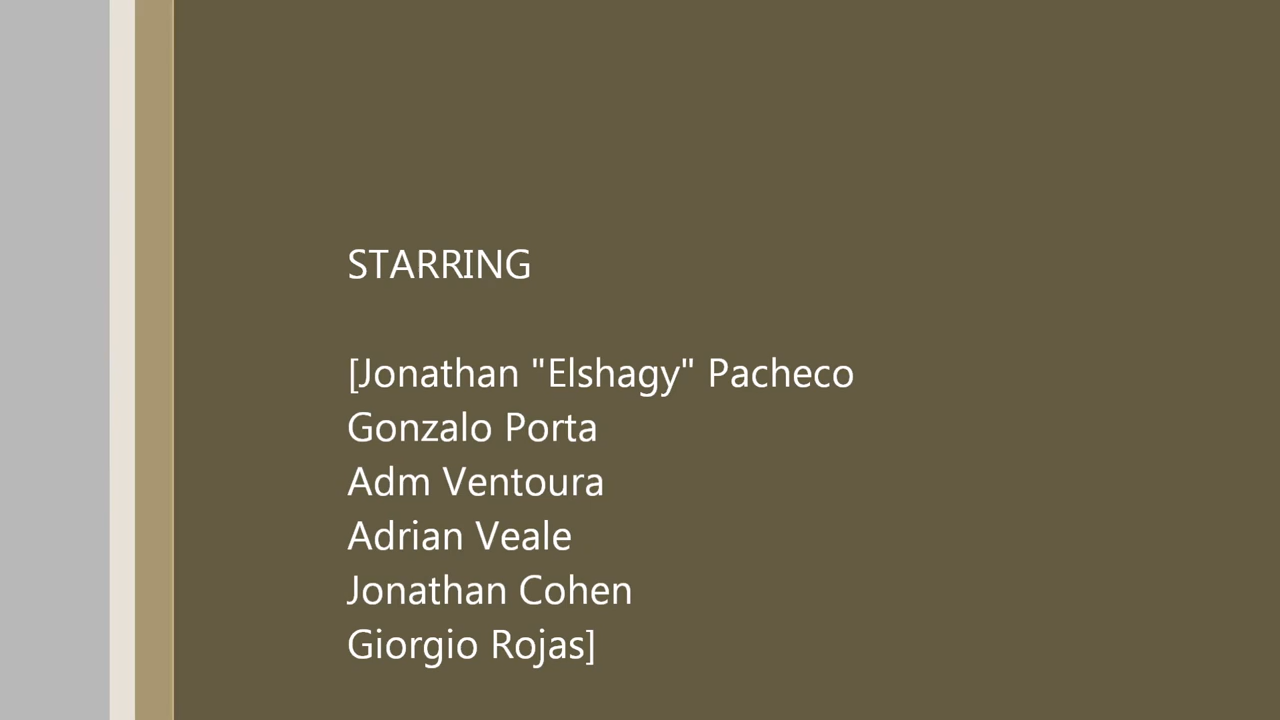 STARRING
[Jonathan "Elshagy" Pacheco
Gonzalo Porta
Adm Ventoura
Adrian Veale
Jonathan Cohen
Giorgio Rojas]